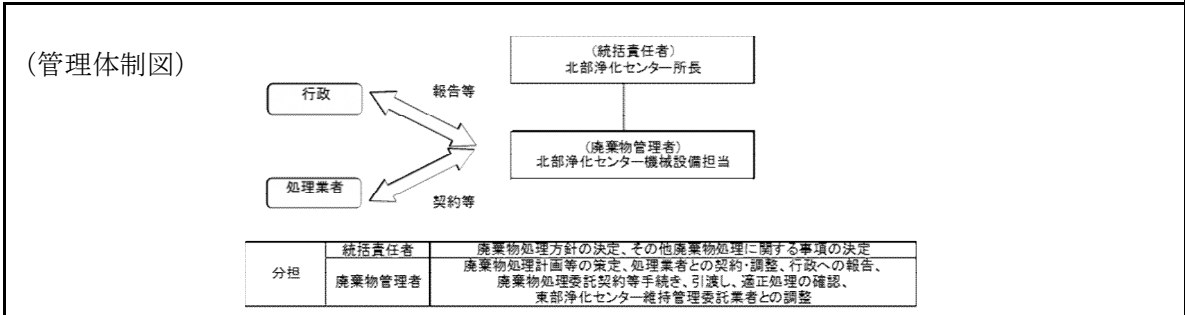 (管理体制図)
(統括責任者)
北部浄化センター所長
行政
報告等
(廃棄物管理者)
北部浄化センター機械設備担当
処理業者
契約等
分担
統括責任者
廃棄物処理方針の決定、その他廃棄物処理に関する事項の決定
廃棄物管理者
廃棄物処理計画等の策定、処理業者との契約・調整、行政への報告、
廃棄物処理委託契約等手続き、引渡し、適正処理の確認、
東部浄化センター維持管理委託業者との調整